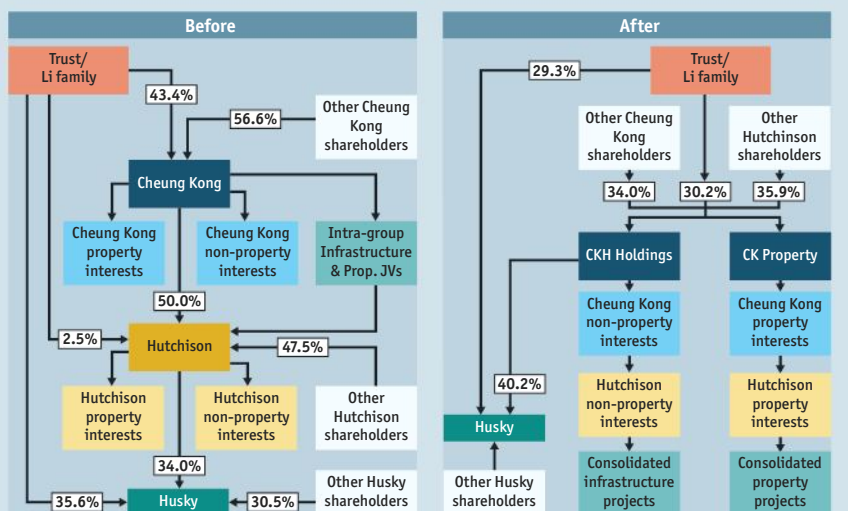 Before
Trust/
Li family
43.4%
56.6%
Other Cheung
Kong
shareholders
Cheung Kong
Cheung Kong
property
interests
Cheung Kong
non-property
interests
Intra-group
Infrastructure
& Prop. JVs
50.0%
2.5%
Hutchison
47.5%
Hutchison
property
interests
Hutchison
non-property
interests
Other
Hutchison
shareholders
34.0%
35.6%
Husky
30.5%
Other Husky
shareholders
After
29.3%
Trust/
Li family
Other Cheung
Kong
shareholders
Other
Hutchinson
shareholders
34.0%
30.2%
35.9%
CKH Holdings
CK Property
Cheung Kong
non-property
interests
Cheung Kong
property
interests
40.2%
Hutchison
non-property
interests
Hutchison
property
interests
Husky
Other Husky
shareholders
Consolidated
infrastructure
projects
Consolidated
property
projects